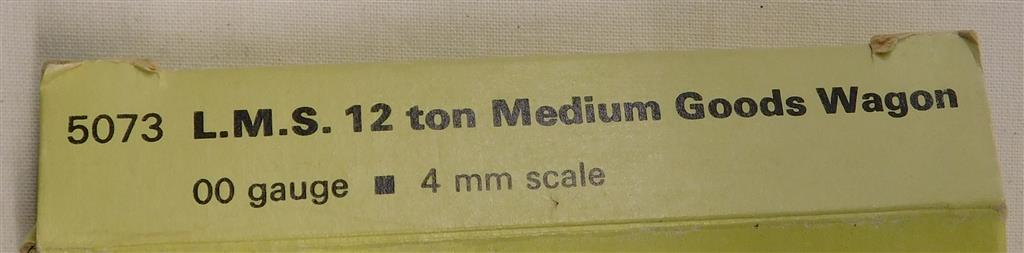 5073 L.M.S. 12 ton Medium Goods Wagon
00 gauge ■ 4 mm scale